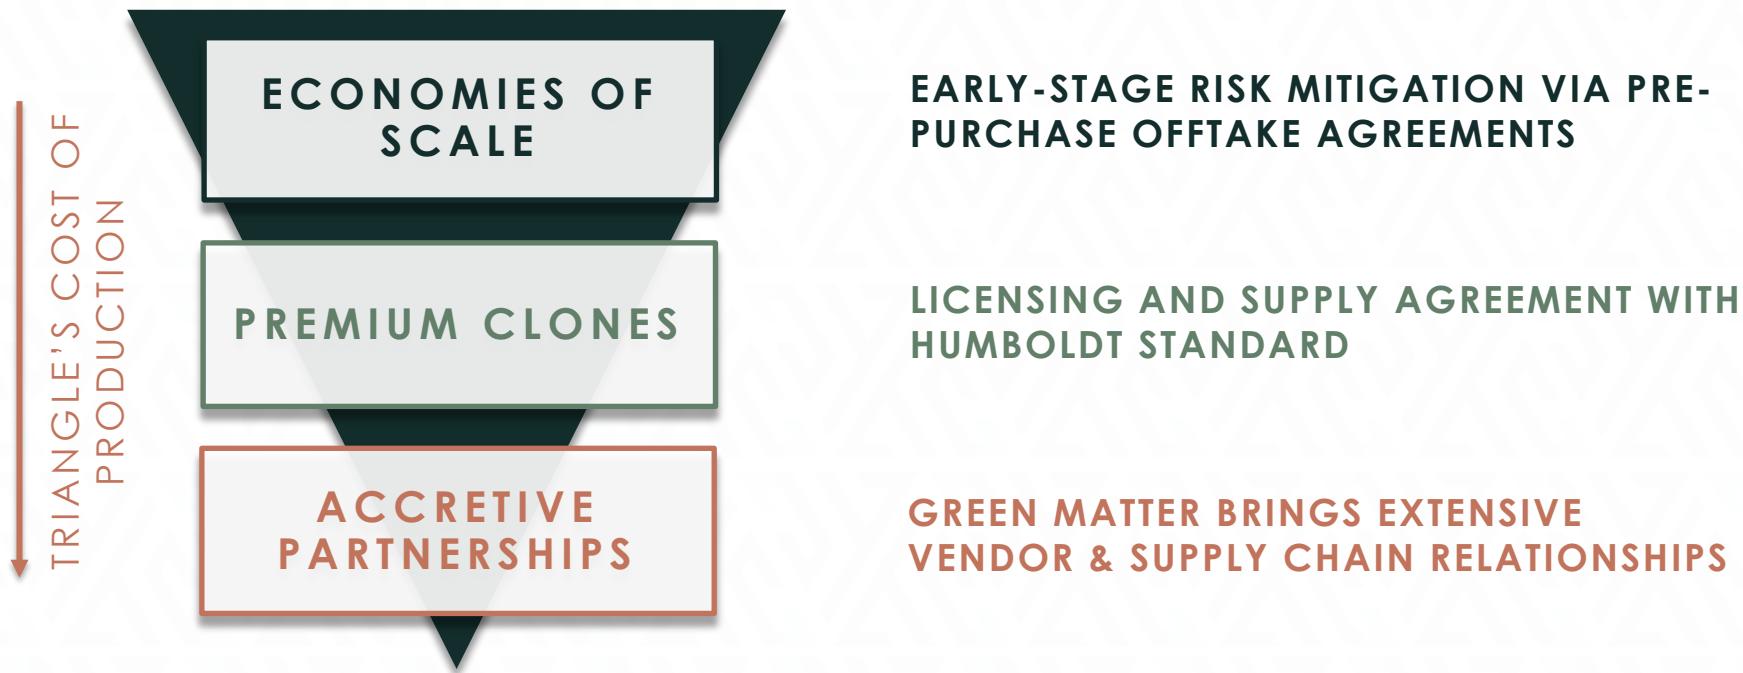 TRIANGLE'S COST OF
PRODUCTION
ECONOMIES OF
SCALE
EARLY-STAGE RISK MITIGATION VIA PRE-
PURCHASE OFFTAKE AGREEMENTS
PREMIUM CLONES
LICENSING AND SUPPLY AGREEMENT WITH
HUMBOLDT STANDARD
ACCRETIVE
PARTNERSHIPS
GREEN MATTER BRINGS EXTENSIVE
VENDOR & SUPPLY CHAIN RELATIONSHIPS